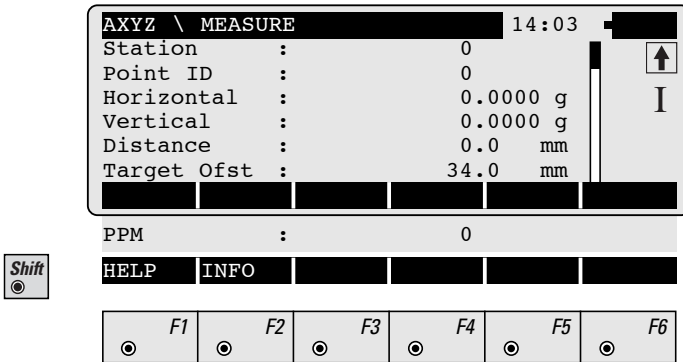 AXYZ \ MEASURE 14:03
Station : 0
Point ID : 0
Horizontal : 0.0000 g
Vertical : 0.0000 g
Distance : 0.0 mm
Target Ofst : 34.0 mm
I
PPM : 0
Shift
HELP INFO
F1 F2 F3 F4 F5 F6